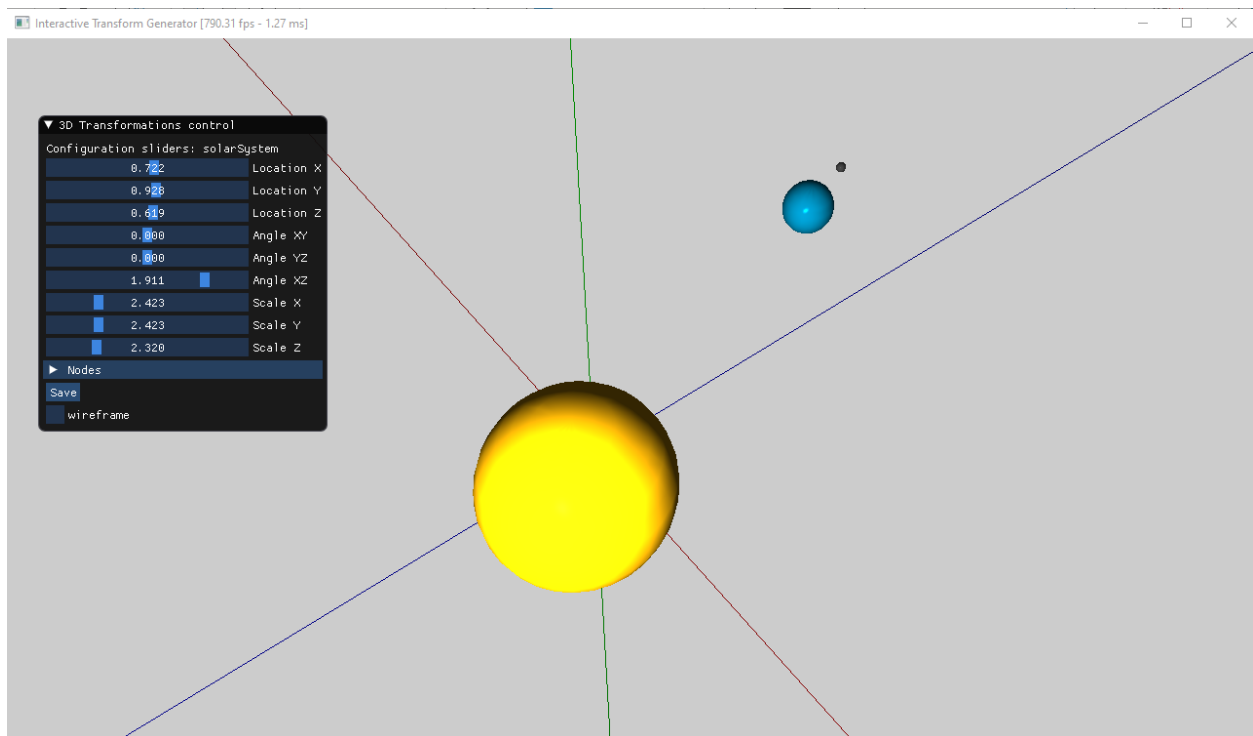 Interactive Transform Generator [790.31 fps - 1.27 ms]
3D Transformations control
Configuration sliders: solarSystem
0.722 Location X
0.928 Location Y
0.619 Location Z
0.000 Angle XY
0.000 Angle YZ
1.911 Angle XZ
2.423 Scale X
2.423 Scale Y
2.320 Scale Z
Nodes
Save
wireframe